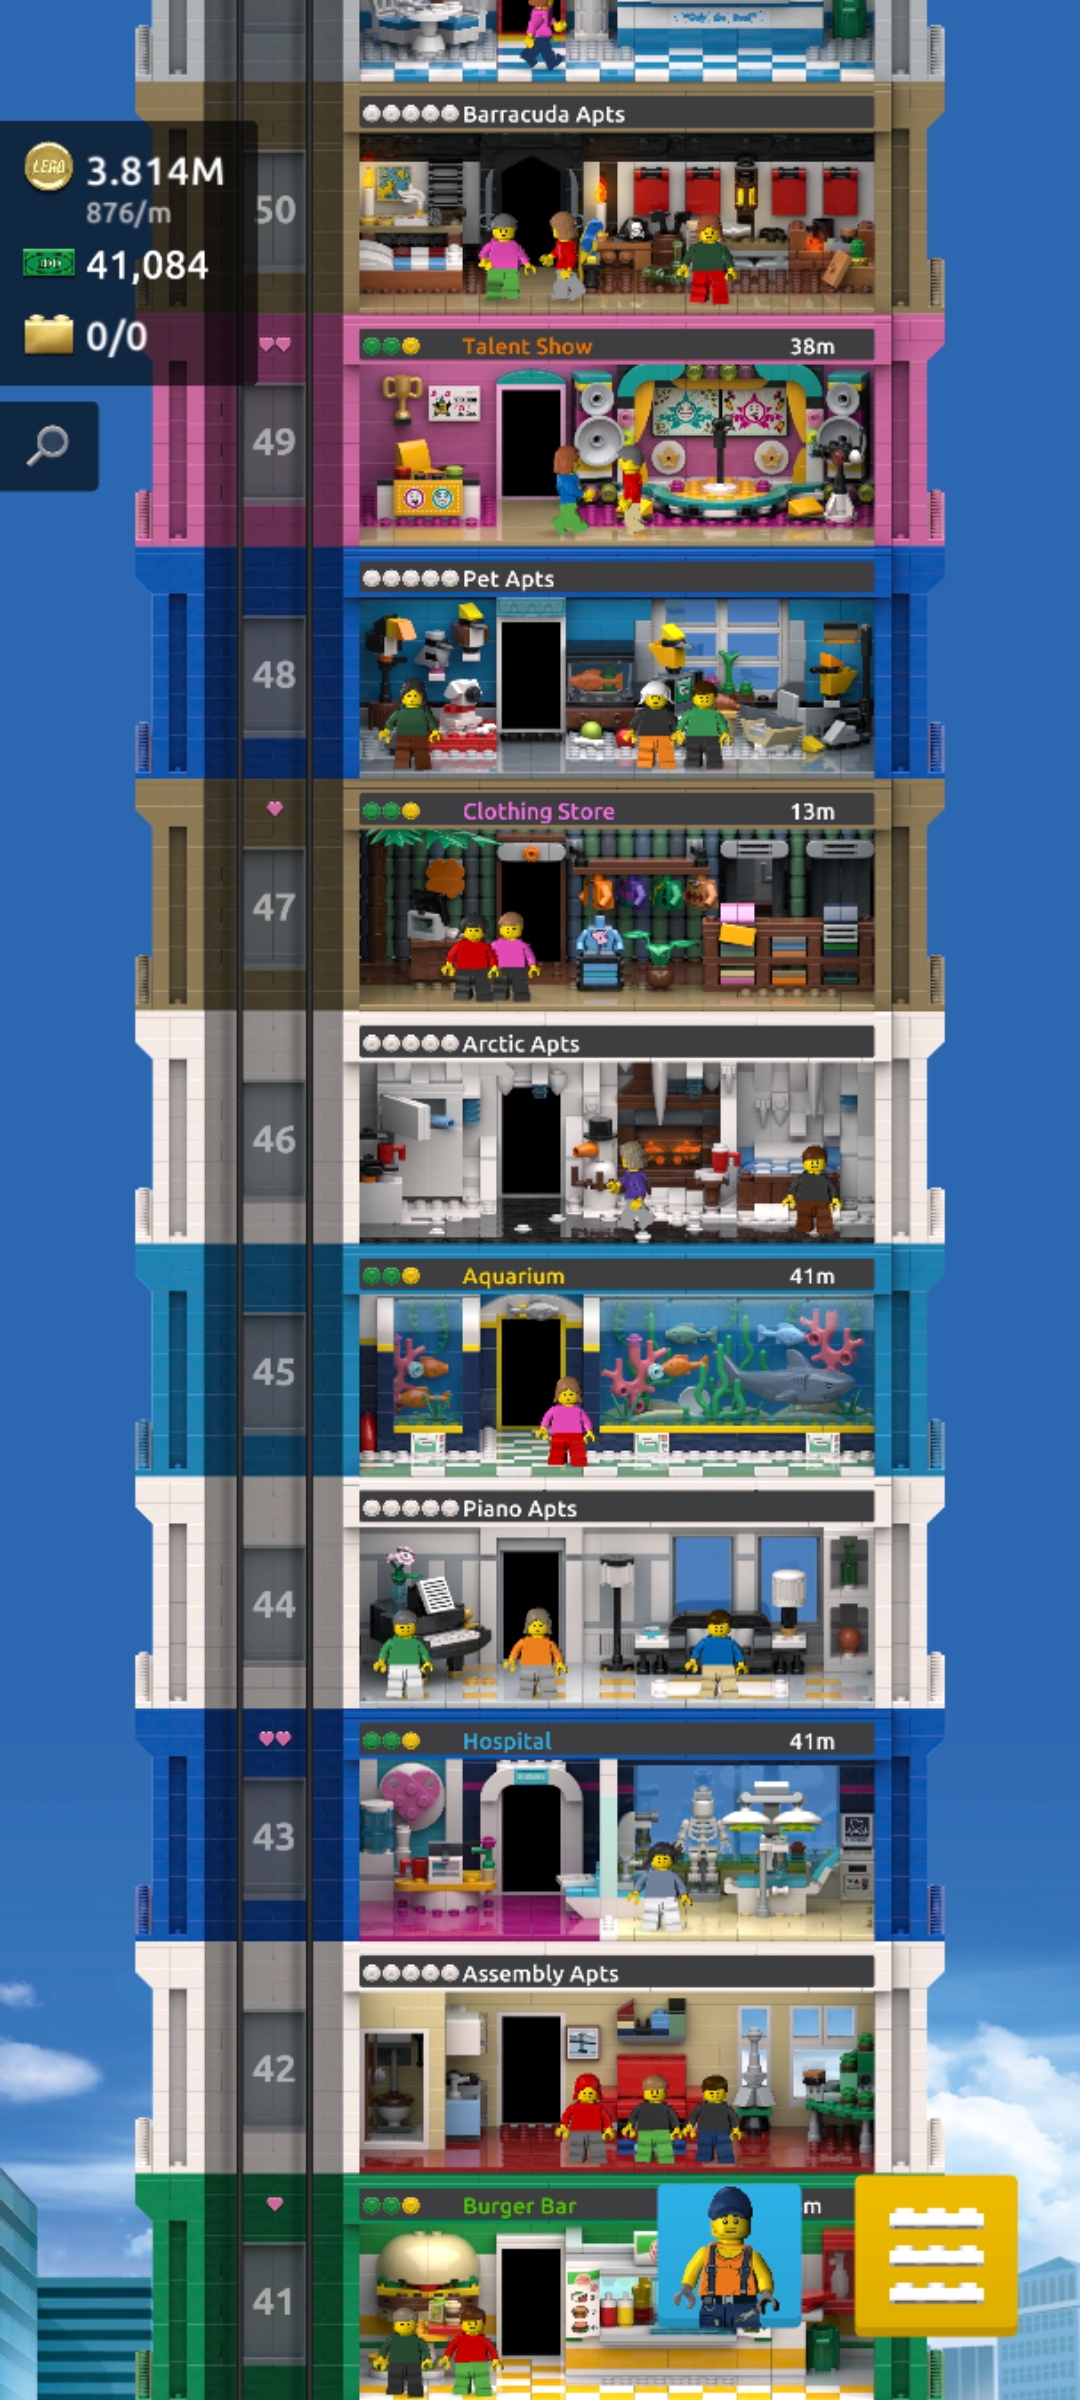 Barracuda Apts
LEGO 3.814M
876/m
50
41,084
0/0
Talent Show 38m
49
Pet Apts
48
Clothing Store 13m
47
Arctic Apts
46
Aquarium 41m
45
Piano Apts
44
Hospital 41m
43
Assembly Apts
42
Burger Bar m
41